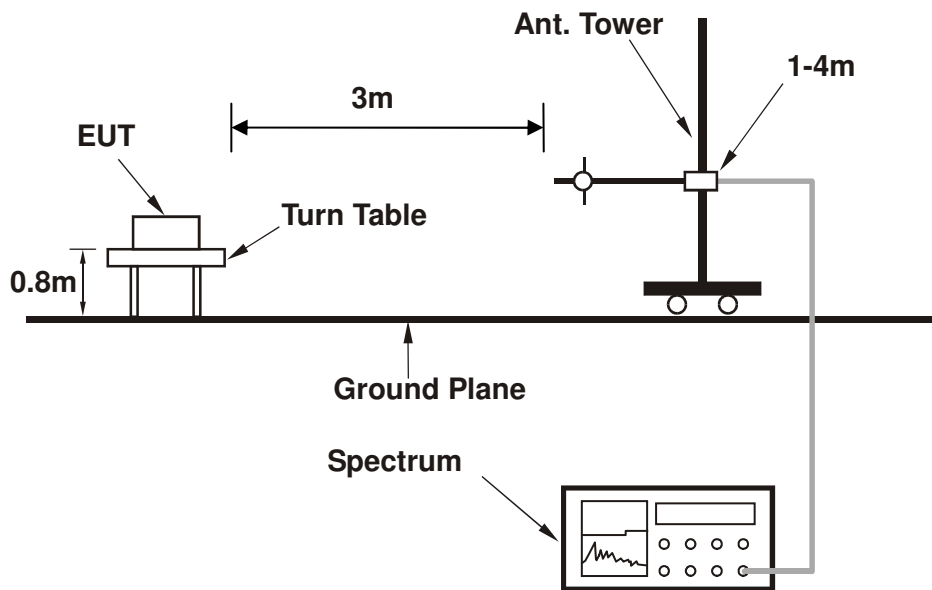 Ant. Tower
1-4m
3m
EUT
Turn Table
0.8m
Ground Plane
Spectrum